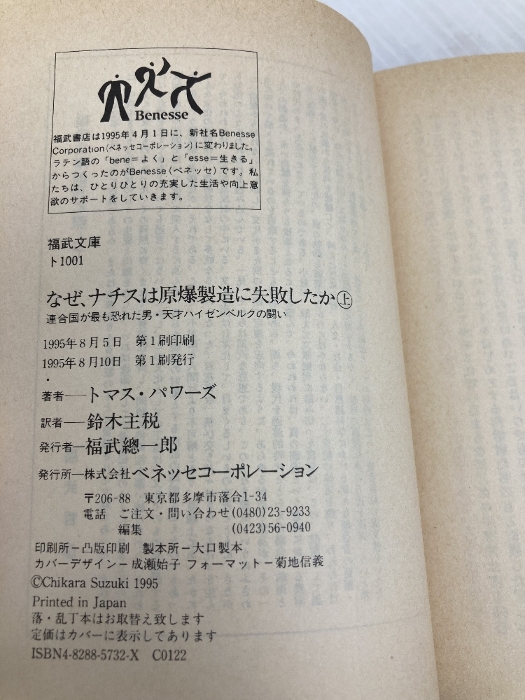 Benesse
福武書店は1995年4月1日に、新社名Benesse
Corporation(ベネッセコーポレーション)に変わりました。
ラテン語の「bene=よく」と「esse=生きる」
からつくったのがBenesse(ベネッセ)です。私
たちは、ひとりひとりの充実した生活や向上意
欲のサポートをしていきます。
福武文庫
ト1001
なぜ、ナチスは原爆製造に失敗したか㊤
連合国が最も恐れた男・天才ハイゼンベルクの闘い
1995年8月5日 第1刷印刷
1995年8月10日 第1刷発行
著者━トマス・パワーズ
訳者━鈴木主税
発行者━福武總一郎
発行所━株式会社ベネッセコーポレーション
〒206-88 東京都多摩市落合1-34
電話 ご注文・問い合わせ(0480)23-9233
編集 (0423)56-0940
印刷所━凸版印刷 製本所━大口製本
カバーデザイン━成瀬始子 フォーマット━菊地信義
©Chikara Suzuki 1995
Printed in Japan
落・乱丁本はお取替え致します
定価はカバーに表示してあります
ISBN4-8288-5732-X C0122